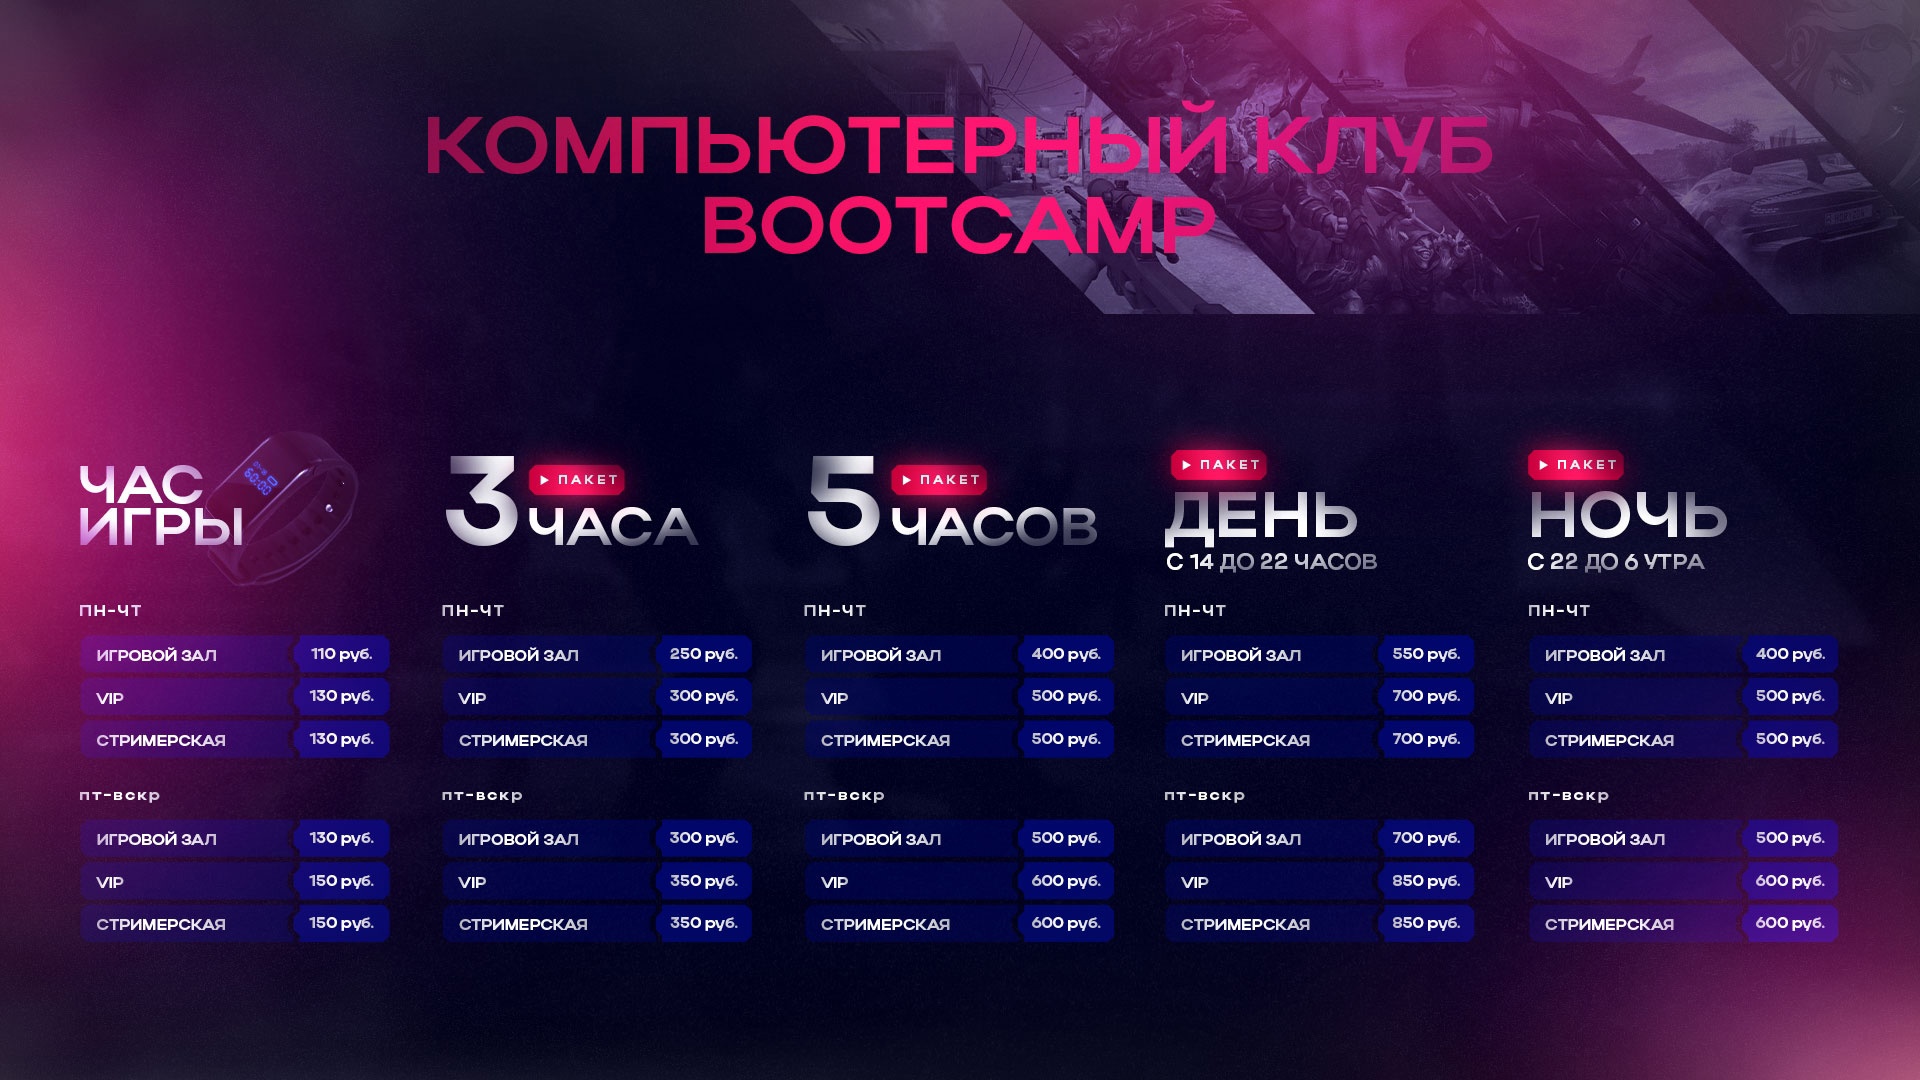 КОМПЬЮТЕРНЫЙ КЛУБ
BOOTCAMP
ЧАС
ИГРЫ
60:00
ПН-ЧТ
ИГРОВОЙ ЗАЛ 110 руб.
VIP 130 руб.
СТРИМЕРСКАЯ 130 руб.
пт-вскр
ИГРОВОЙ ЗАЛ 130 руб.
VIP 150 руб.
СТРИМЕРСКАЯ 150 руб.
3 ПАКЕТ
ЧАСА
ПН-ЧТ
ИГРОВОЙ ЗАЛ 250 руб.
VIP 300 руб.
СТРИМЕРСКАЯ 300 руб.
пт-вскр
ИГРОВОЙ ЗАЛ 300 руб.
VIP 350 руб.
СТРИМЕРСКАЯ 350 руб.
5 ПАКЕТ
ЧАСОВ
ПН-ЧТ
ИГРОВОЙ ЗАЛ 400 руб.
VIP 500 руб.
СТРИМЕРСКАЯ 500 руб.
пт-вскр
ИГРОВОЙ ЗАЛ 500 руб.
VIP 600 руб.
СТРИМЕРСКАЯ 600 руб.
ПАКЕТ
ДЕНЬ
С 14 ДО 22 ЧАСОВ
ПН-ЧТ
ИГРОВОЙ ЗАЛ 550 руб.
VIP 700 руб.
СТРИМЕРСКАЯ 700 руб.
пт-вскр
ИГРОВОЙ ЗАЛ 700 руб.
VIP 850 руб.
СТРИМЕРСКАЯ 850 руб.
ПАКЕТ
НОЧЬ
С 22 ДО 6 УТРА
ПН-ЧТ
ИГРОВОЙ ЗАЛ 400 руб.
VIP 500 руб.
СТРИМЕРСКАЯ 500 руб.
пт-вскр
ИГРОВОЙ ЗАЛ 500 руб.
VIP 600 руб.
СТРИМЕРСКАЯ 600 руб.